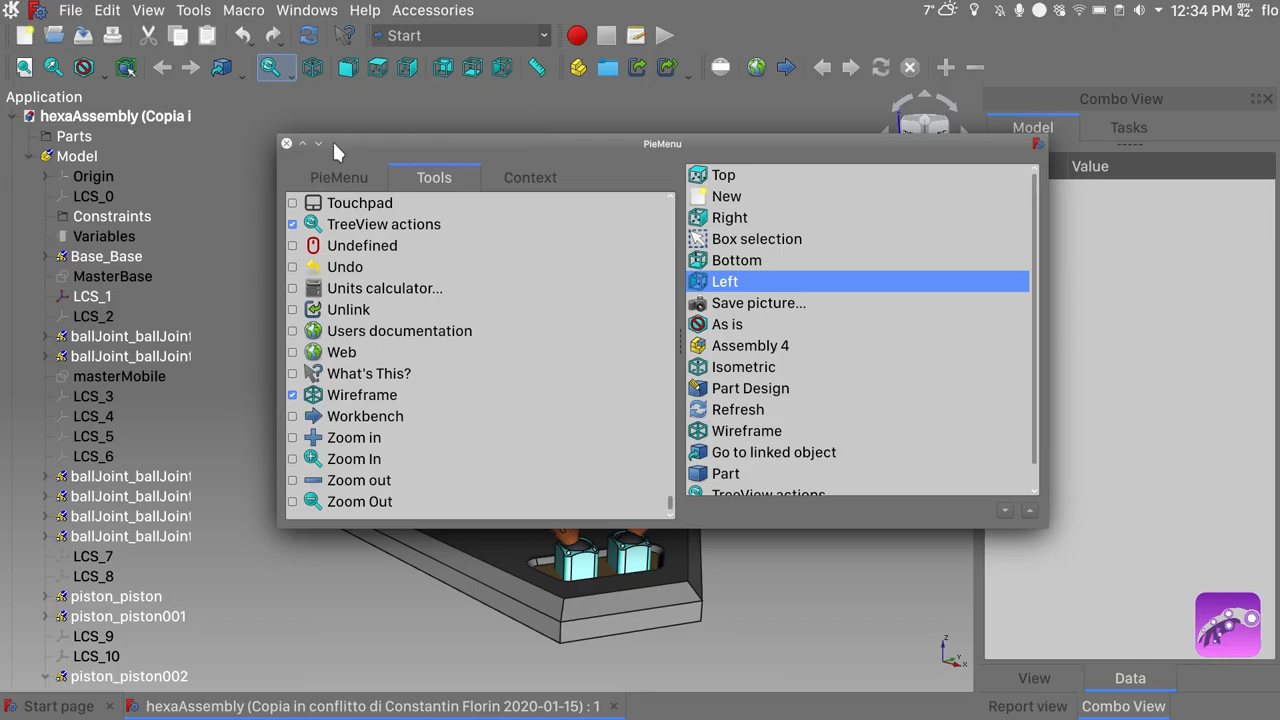 File Edit View Tools Macro Windows Help Accessories
7° 12:34 PM flo
Start
Application
hexaAssembly (Copia i
Parts
Model
Origin
LCS_0
Constraints
Variables
Base_Base
MasterBase
LCS_1
LCS_2
ballJoint_ballJoint
ballJoint_ballJoint
masterMobile
LCS_3
LCS_4
LCS_5
LCS_6
ballJoint_ballJoint
ballJoint_ballJoint
ballJoint_ballJoint
ballJoint_ballJoint
LCS_7
LCS_8
piston_piston
piston_piston001
LCS_9
LCS_10
piston_piston002
PieMenu
PieMenu Tools Context
Touchpad
TreeView actions
Undefined
Undo
Units calculator...
Unlink
Users documentation
Web
What's This?
Wireframe
Workbench
Zoom in
Zoom In
Zoom out
Zoom Out
Top
New
Right
Box selection
Bottom
Left
Save picture...
As is
Assembly 4
Isometric
Part Design
Refresh
Wireframe
Go to linked object
Part
TreeView actions
Combo View
Model Tasks
Value
Z
Y
X
View Data
Report view Combo View
Start page
hexaAssembly (Copia in conflitto di Constantin Florin 2020-01-15) : 1